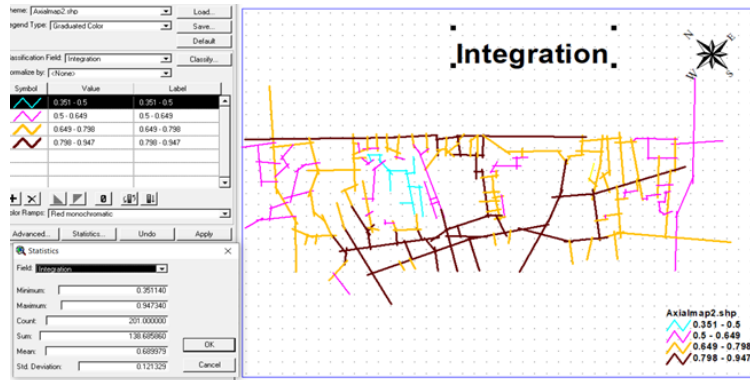 heme: Axialmap2.shp Load...
egend Type: Graduated Color Save...
Default
lassification Field: Integration Classify...
ormalize by: <None>
Symbol Value Label
0.351 - 0.5 0.351 - 0.5
0.5 - 0.649 0.5 - 0.649
0.649 - 0.798 0.649 - 0.798
0.798 - 0.947 0.798 - 0.947
olor Ramps: Red monochromatic
Advanced... Statistics... Undo Apply
Statistics
Field: Integration
Minimum: 0.351140
Maximum: 0.947340
Count: 201.000000
Sum: 138.685860
Mean: 0.689979
Std. Deviation: 0.121329
OK
Cancel
Integration
N E
W S
Axialmap2.shp
0.351 - 0.5
0.5 - 0.649
0.649 - 0.798
0.798 - 0.947